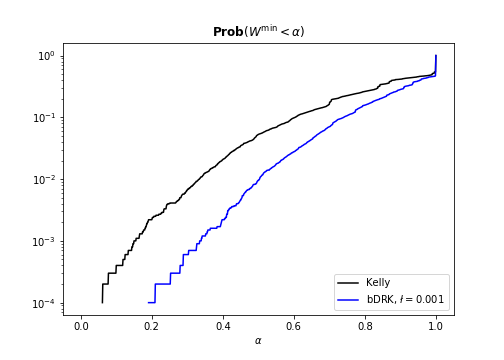 Prob(W^min < α)
10^0
10^-1
10^-2
10^-3
10^-4
0.0 0.2 0.4 0.6 0.8 1.0
α
Kelly
bDRK, ℓ = 0.001